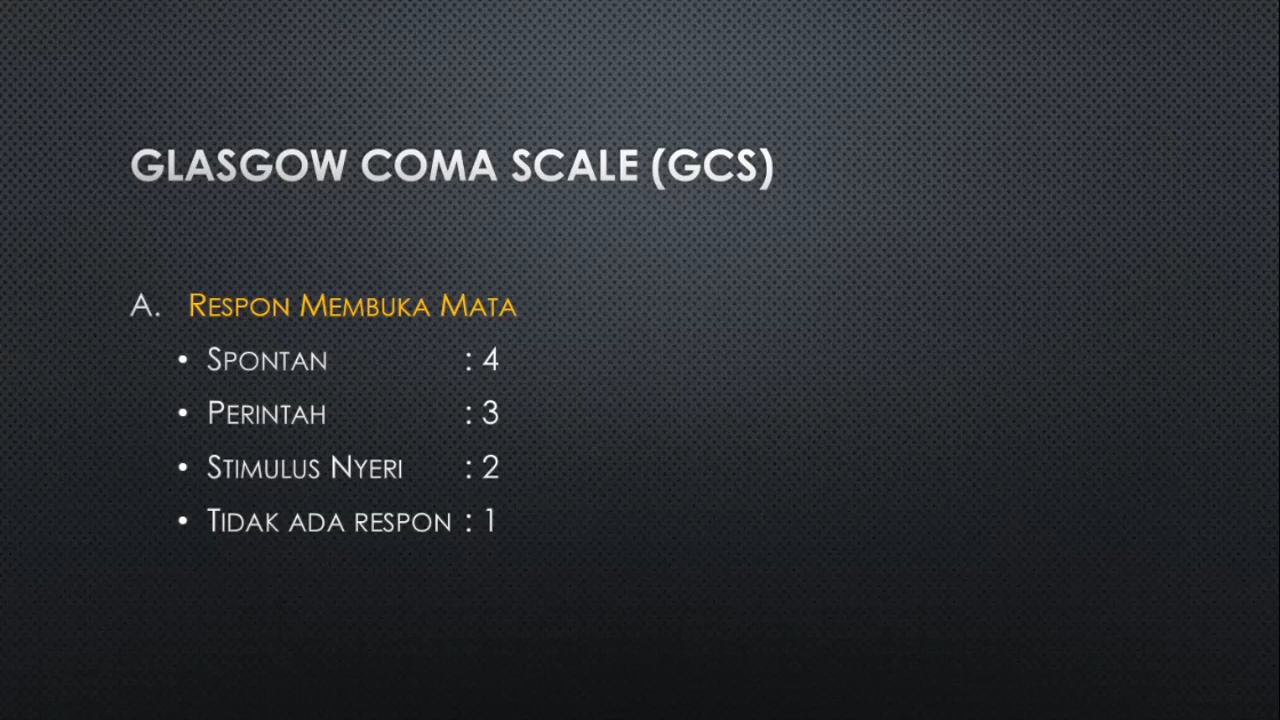 GLASGOW COMA SCALE (GCS)
A. RESPON MEMBUKA MATA
• SPONTAN : 4
• PERINTAH : 3
• STIMULUS NYERI : 2
• TIDAK ADA RESPON : 1